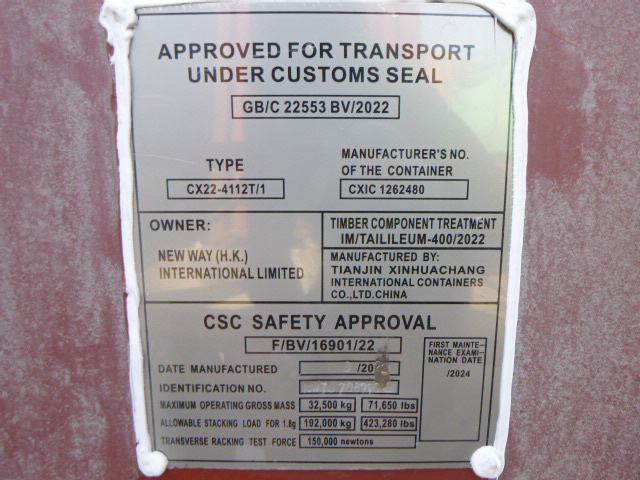 APPROVED FOR TRANSPORT
UNDER CUSTOMS SEAL
GB/C 22553 BV/2022
TYPE
CX22-4112T/1
MANUFACTURER'S NO.
OF THE CONTAINER
CXIC 1262480
OWNER:
NEW WAY (H.K.)
INTERNATIONAL LIMITED
TIMBER COMPONENT TREATMENT
IM/TAILILEUM-400/2022
MANUFACTURED BY:
TIANJIN XINHUACHANG
INTERNATIONAL CONTAINERS
CO.,LTD.CHINA
CSC SAFETY APPROVAL
F/BV/16901/22
DATE MANUFACTURED
IDENTIFICATION NO.
MAXIMUM OPERATING GROSS MASS 32,500 kg 71,650 lbs
ALLOWABLE STACKING LOAD FOR 1.8g 192,000 kg 423,280 lbs
TRANSVERSE RACKING TEST FORCE 150,000 newtons
FIRST MAINTE-
NANCE EXAMI-
NATION DATE
/2024